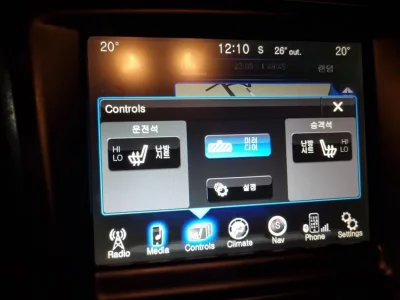 20° 12:10 S 26° out. 20°
랜덤
Controls X
운전석
승객석
HI
LO
난방
시트
미러
디어
난방
시트
HI
LO
설정
Radio Media Controls Climate Nav Phone Settings